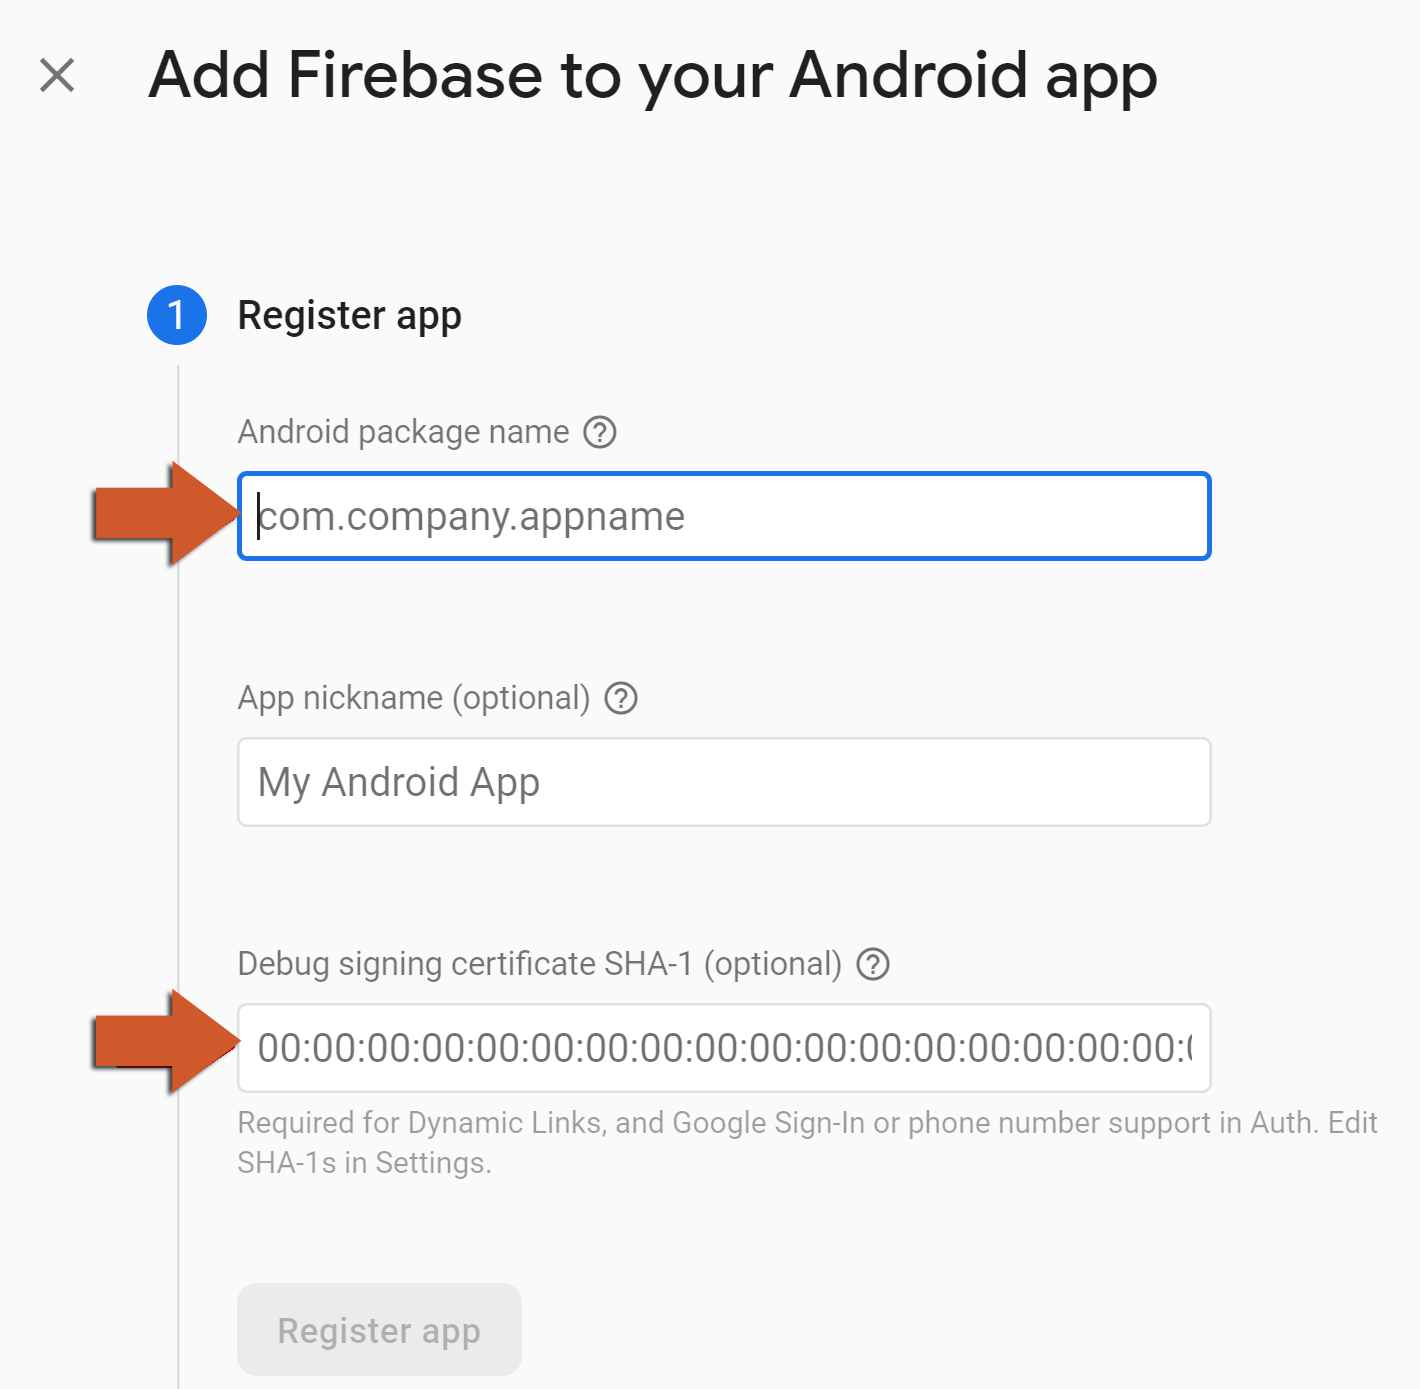 Add Firebase to your Android app
1 Register app
Android package name ?
com.company.appname
App nickname (optional) ?
My Android App
Debug signing certificate SHA-1 (optional) ?
00:00:00:00:00:00:00:00:00:00:00:00:00:00:00:00:00:
Required for Dynamic Links, and Google Sign-In or phone number support in Auth. Edit
SHA-1s in Settings.
Register app